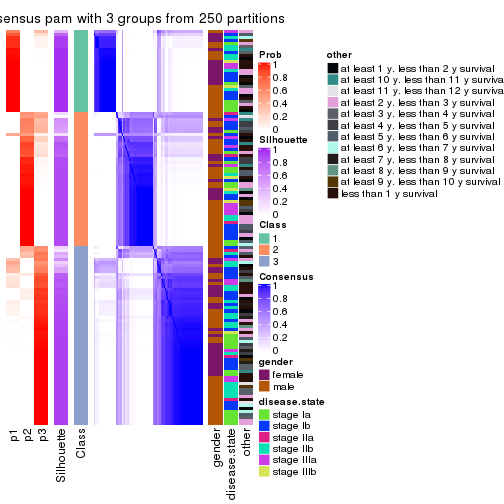 sensus pam with 3 groups from 250 partitions
Prob
1
0.8
0.6
0.4
0.2
0
Silhouette
1
0.8
0.6
0.4
0.2
0
Class
1
2
3
Consensus
1
0.8
0.6
0.4
0.2
0
gender
female
male
disease.state
stage Ia
stage Ib
stage IIa
stage IIb
stage IIIa
stage IIIb
other
at least 1 y. less than 2 y survival
at least 10 y. less than 11 y survival
at least 11 y. less than 12 y survival
at least 2 y. less than 3 y survival
at least 3 y. less than 4 y survival
at least 4 y. less than 5 y survival
at least 5 y. less than 6 y survival
at least 6 y. less than 7 y survival
at least 7 y. less than 8 y survival
at least 8 y. less than 9 y survival
at least 9 y. less than 10 y survival
less than 1 y survival
p1
p2
p3
Silhouette
Class
gender
disease.state
other